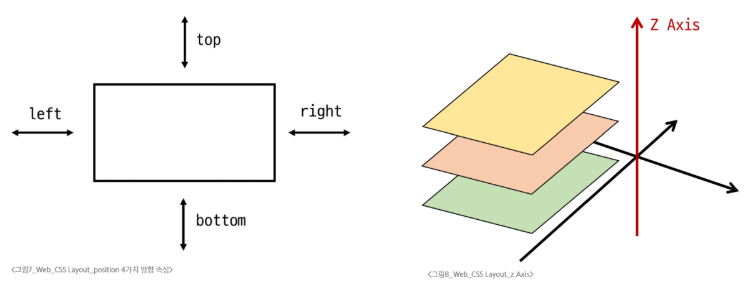 top
left
right
bottom
<그림7_Web_CSS Layout_position 4가지 방향 속성>
Z Axis
<그림8_Web_CSS Layout_z Axis>